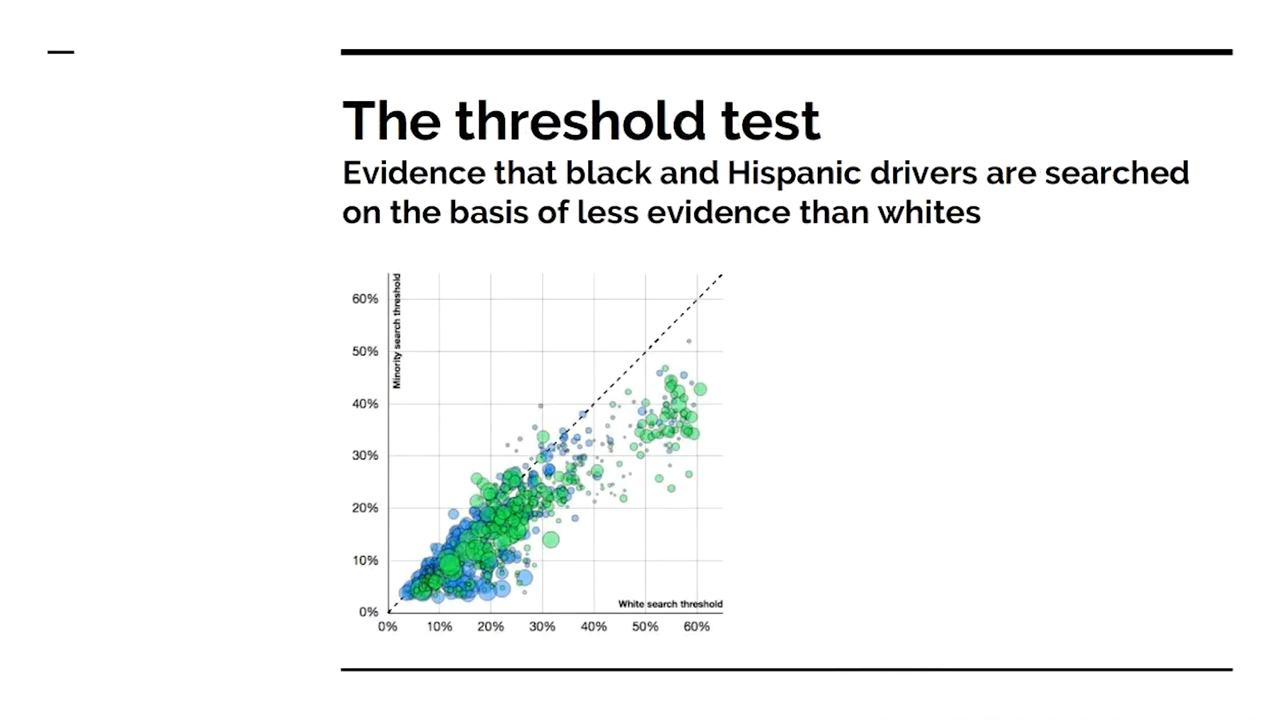 The threshold test
Evidence that black and Hispanic drivers are searched
on the basis of less evidence than whites
Minority search threshold
60%
50%
40%
30%
20%
10%
0%
White search threshold
0% 10% 20% 30% 40% 50% 60%